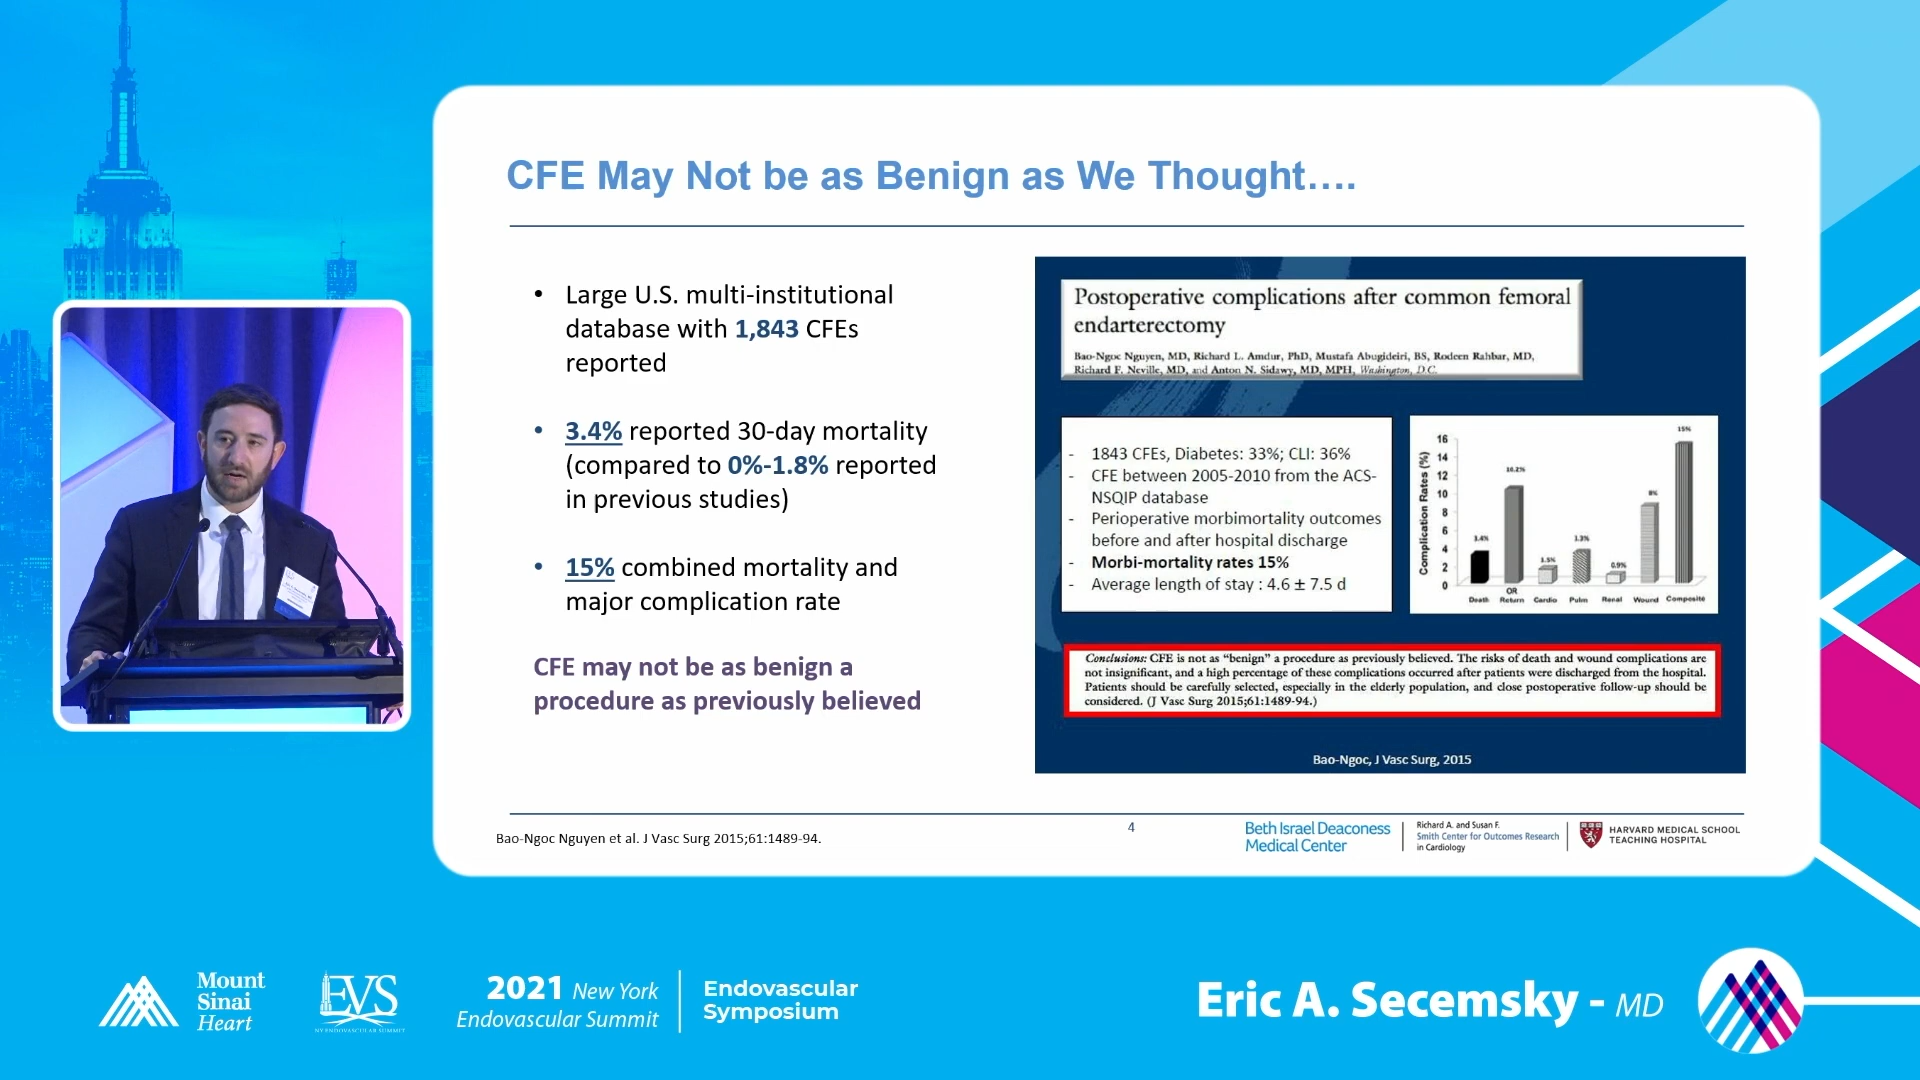 CFE May Not be as Benign as We Thought....
• Large U.S. multi-institutional
database with 1,843 CFEs
reported
• 3.4% reported 30-day mortality
(compared to 0%-1.8% reported
in previous studies)
• 15% combined mortality and
major complication rate
CFE may not be as benign a
procedure as previously believed
Postoperative complications after common femoral
endarterectomy
Bao-Ngoc Nguyen, MD, Richard L. Amdur, PhD, Mustafa Abugideiri, BS, Rodeen Rahbar, MD,
Richard F. Neville, MD, and Anton N. Sidawy, MD, MPH, Washington, D.C.
- 1843 CFEs, Diabetes: 33%; CLI: 36%
- CFE between 2005-2010 from the ACS-
NSQIP database
- Perioperative morbimortality outcomes
before and after hospital discharge
- Morbi-mortality rates 15%
- Average length of stay : 4.6 ± 7.5 d
Complication Rates (%)
16
14
12
10
8
6
4
2
0
3.4%
10.2%
1.5%
1.3%
0.9%
8%
15%
Death
OR
Return
Cardio
Pulm
Renal
Wound
Composite
Conclusions: CFE is not as “benign” a procedure as previously believed. The risks of death and wound complications are
not insignificant, and a high percentage of these complications occurred after patients were discharged from the hospital.
Patients should be carefully selected, especially in the elderly population, and close postoperative follow-up should be
considered. (J Vasc Surg 2015;61:1489-94.)
Bao-Ngoc, J Vasc Surg, 2015
Bao-Ngoc Nguyen et al. J Vasc Surg 2015;61:1489-94.
4
Beth Israel Deaconess
Medical Center
Richard A. and Susan F.
Smith Center for Outcomes Research
in Cardiology
HARVARD MEDICAL SCHOOL
TEACHING HOSPITAL
Mount
Sinai
Heart
EVS
NY ENDOVASCULAR SUMMIT
2021 New York
Endovascular Summit
Endovascular
Symposium
Eric A. Secemsky - MD